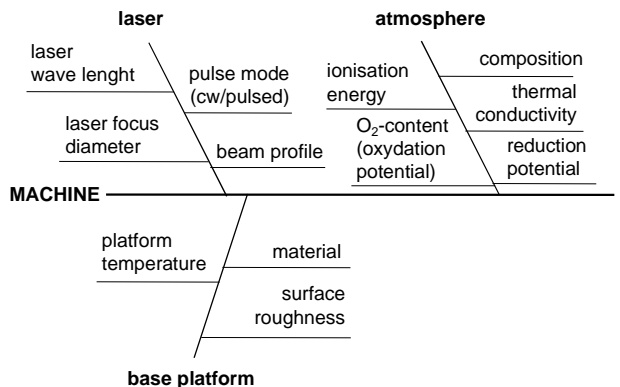 laser
laser
wave lenght
pulse mode
(cw/pulsed)
laser focus
diameter
beam profile
atmosphere
ionisation
energy
composition
thermal
conductivity
O₂-content
(oxydation
potential)
reduction
potential
MACHINE
platform
temperature
material
surface
roughness
base platform